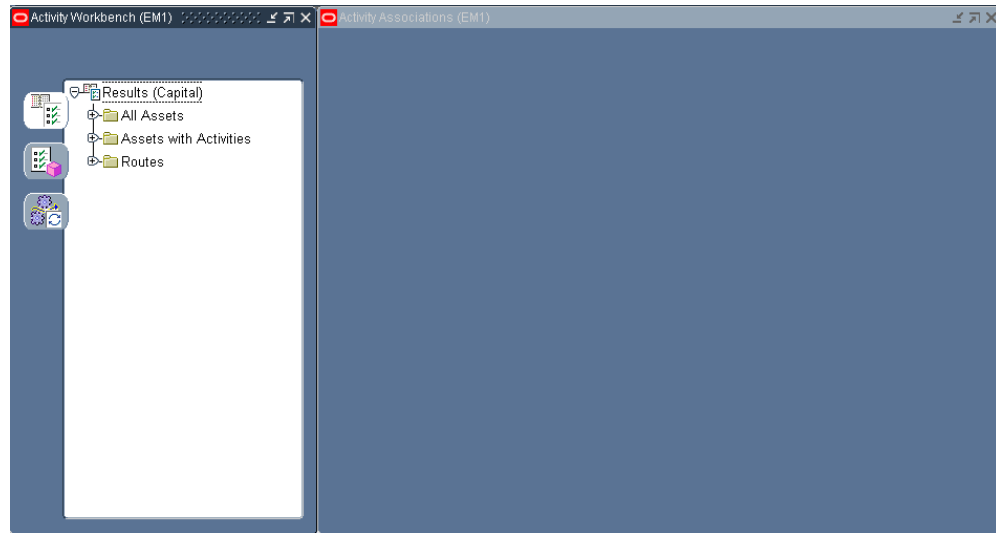 Activity Workbench (EM1)
Activity Associations (EM1)
Results (Capital)
All Assets
Assets with Activities
Routes